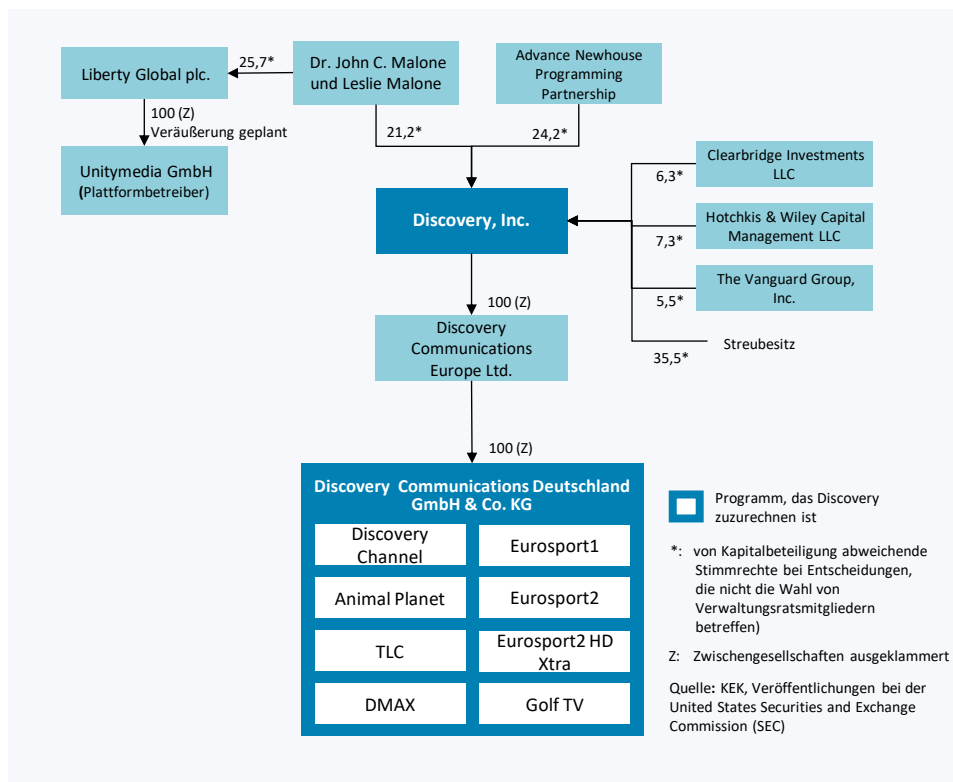 Liberty Global plc.
25,7*
Dr. John C. Malone
und Leslie Malone
Advance Newhouse
Programming
Partnership
100 (Z)
Veräußerung geplant
21,2*
24,2*
Unitymedia GmbH
(Plattformbetreiber)
Discovery, Inc.
Clearbridge Investments
LLC
6,3*
Hotchkis & Wiley Capital
Management LLC
7,3*
The Vanguard Group,
Inc.
5,5*
Streubesitz
35,5*
100 (Z)
Discovery
Communications
Europe Ltd.
100 (Z)
Discovery Communications Deutschland
GmbH & Co. KG
Discovery
Channel
Eurosport1
Animal Planet
Eurosport2
TLC
Eurosport2 HD
Xtra
DMAX
Golf TV
Programm, das Discovery
zuzurechnen ist
*: von Kapitalbeteiligung abweichende
Stimmrechte bei Entscheidungen,
die nicht die Wahl von
Verwaltungsratsmitgliedern
betreffen)
Z: Zwischengesellschaften ausgeklammert
Quelle: KEK, Veröffentlichungen bei der
United States Securities and Exchange
Commission (SEC)